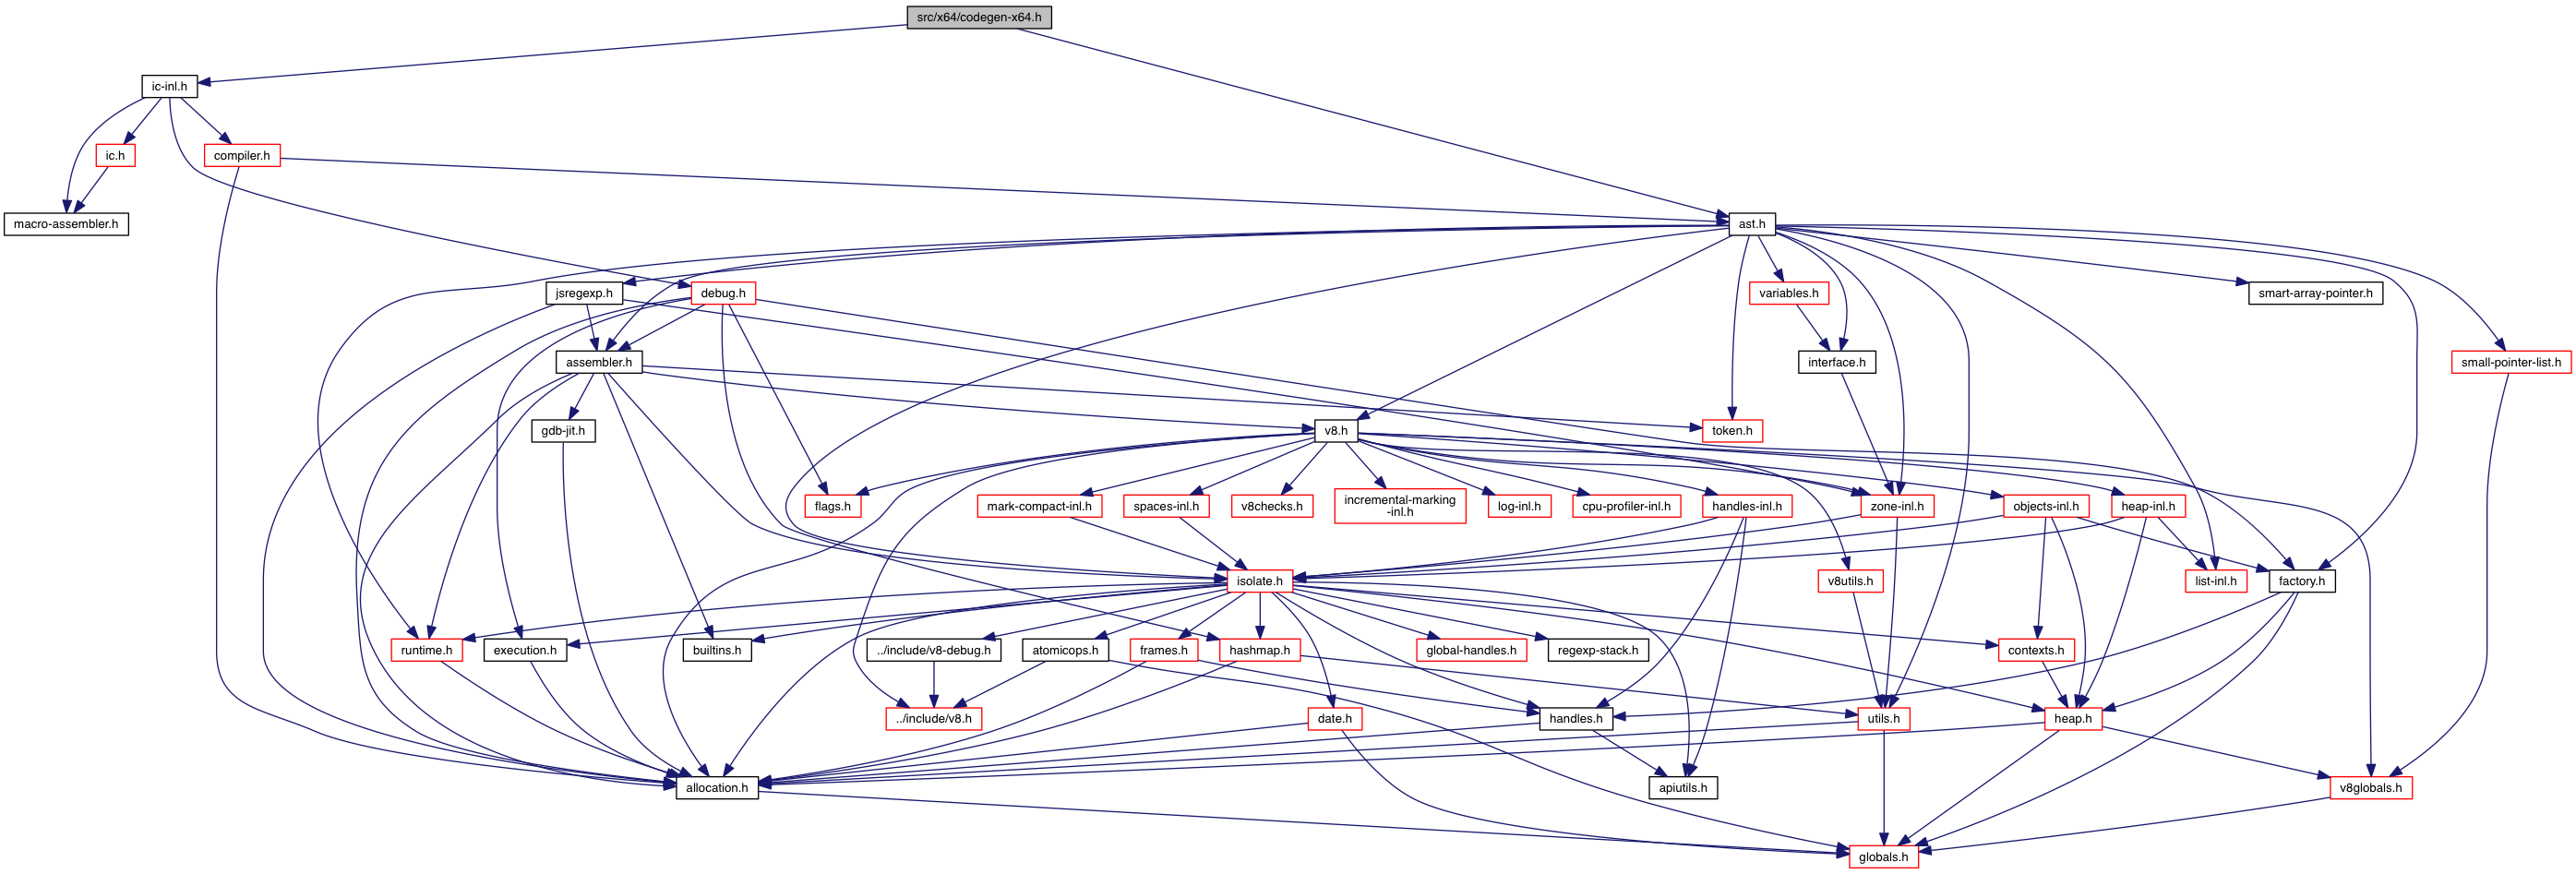 src/x64/codegen-x64.h
ic-inl.h
ic.h
compiler.h
macro-assembler.h
ast.h
jsregexp.h
debug.h
variables.h
smart-array-pointer.h
assembler.h
interface.h
small-pointer-list.h
gdb-jit.h
v8.h
token.h
flags.h
mark-compact-inl.h
spaces-inl.h
v8checks.h
incremental-marking
-inl.h
log-inl.h
cpu-profiler-inl.h
handles-inl.h
zone-inl.h
objects-inl.h
heap-inl.h
isolate.h
v8utils.h
list-inl.h
factory.h
runtime.h
execution.h
builtins.h
../include/v8-debug.h
atomicops.h
frames.h
hashmap.h
global-handles.h
regexp-stack.h
contexts.h
../include/v8.h
date.h
handles.h
utils.h
heap.h
allocation.h
apiutils.h
v8globals.h
globals.h